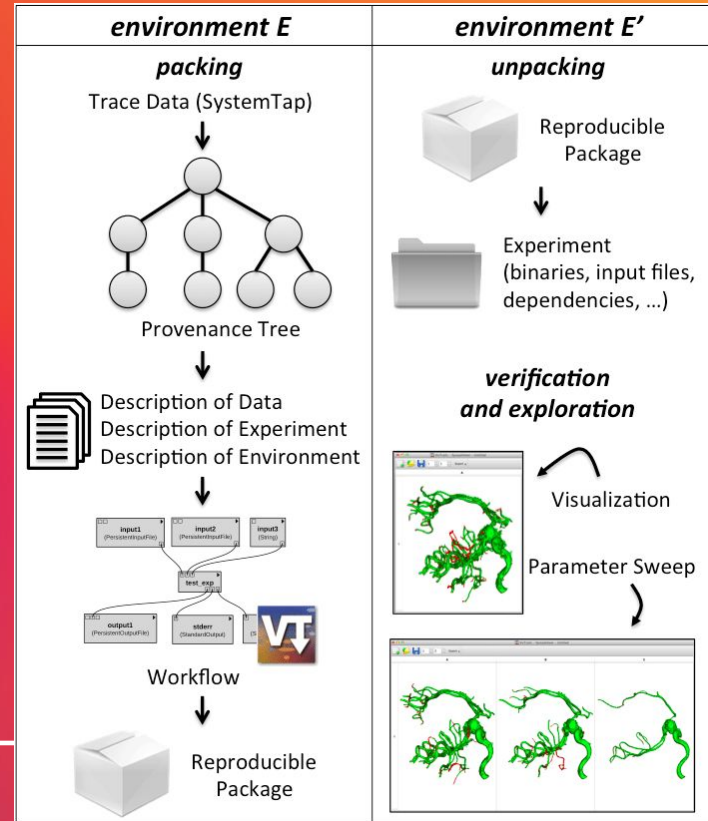 environment E
packing
Trace Data (SystemTap)
Provenance Tree
Description of Data
Description of Experiment
Description of Environment
input1
(PersistentInputFile)
input2
(PersistentInputFile)
input3
(String)
test_exp
output1
(PersistentOutputFile)
stderr
(StandardOutput)
VT
Workflow
Reproducible
Package
environment E’
unpacking
Reproducible
Package
Experiment
(binaries, input files,
dependencies, ...)
verification
and exploration
Visualization
Parameter Sweep